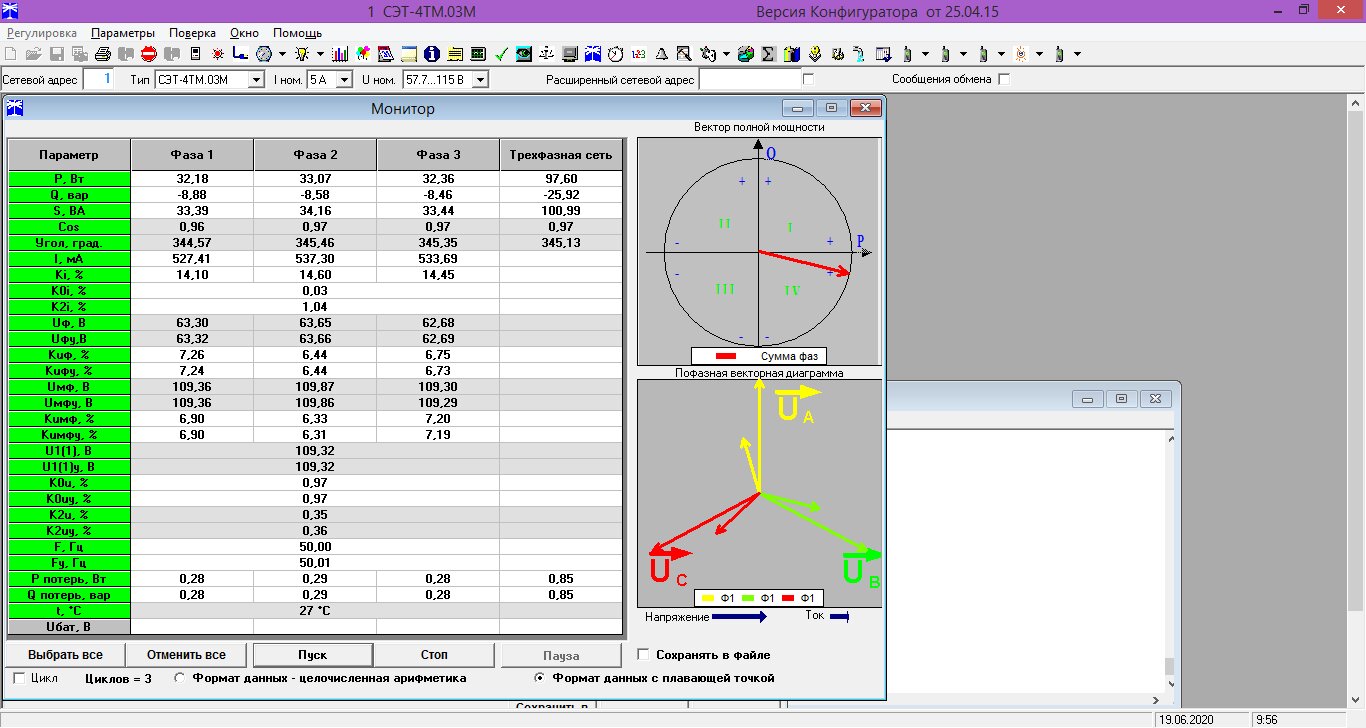 1 СЭТ-4ТМ.03М Версия Конфигуратора от 25.04.15
Регулировка Параметры Поверка Окно Помощь
Сетевой адрес 1 Тип СЭТ-4ТМ.03М I ном. 5 А U ном. 57.7...115 В Расширенный сетевой адрес Сообщения обмена
Монитор
Параметр Фаза 1 Фаза 2 Фаза 3 Трехфазная сеть
P, Вт 32,18 33,07 32,36 97,60
Q, вар -8,88 -8,58 -8,46 -25,92
S, ВА 33,39 34,16 33,44 100,99
Cos 0,96 0,97 0,97 0,97
Угол, град. 344,57 345,46 345,35 345,13
I, мА 527,41 537,30 533,69
Ki, % 14,10 14,60 14,45
K0i, % 0,03
K2i, % 1,04
Uф, В 63,30 63,65 62,68
Uфу,В 63,32 63,66 62,69
Kuф, % 7,26 6,44 6,75
Kuфу, % 7,24 6,44 6,73
Uмф, В 109,36 109,87 109,30
Uмфу, В 109,36 109,86 109,29
Kuмф, % 6,90 6,33 7,20
Kuмфу, % 6,90 6,31 7,19
U1(1), В 109,32
U1(1)у, В 109,32
K0u, % 0,97
K0uy, % 0,97
K2u, % 0,35
K2uy, % 0,36
F, Гц 50,00
Fy, Гц 50,01
P потерь, Вт 0,28 0,29 0,28 0,85
Q потерь, вар 0,28 0,29 0,28 0,85
t, °C 27 °C
Uбат, В
Вектор полной мощности
Q
+ +
II I
- + P
- +
III IV
- -
Сумма фаз
Пофазная векторная диаграмма
U A
U C
U B
Ф1 Ф1 Ф1
Напряжение Ток
Выбрать все Отменить все Пуск Стоп Пауза Сохранять в файле
Цикл Циклов = 3 Формат данных - целочисленная арифметика Формат данных с плавающей точкой
Сохранить в
19.06.2020 9:56